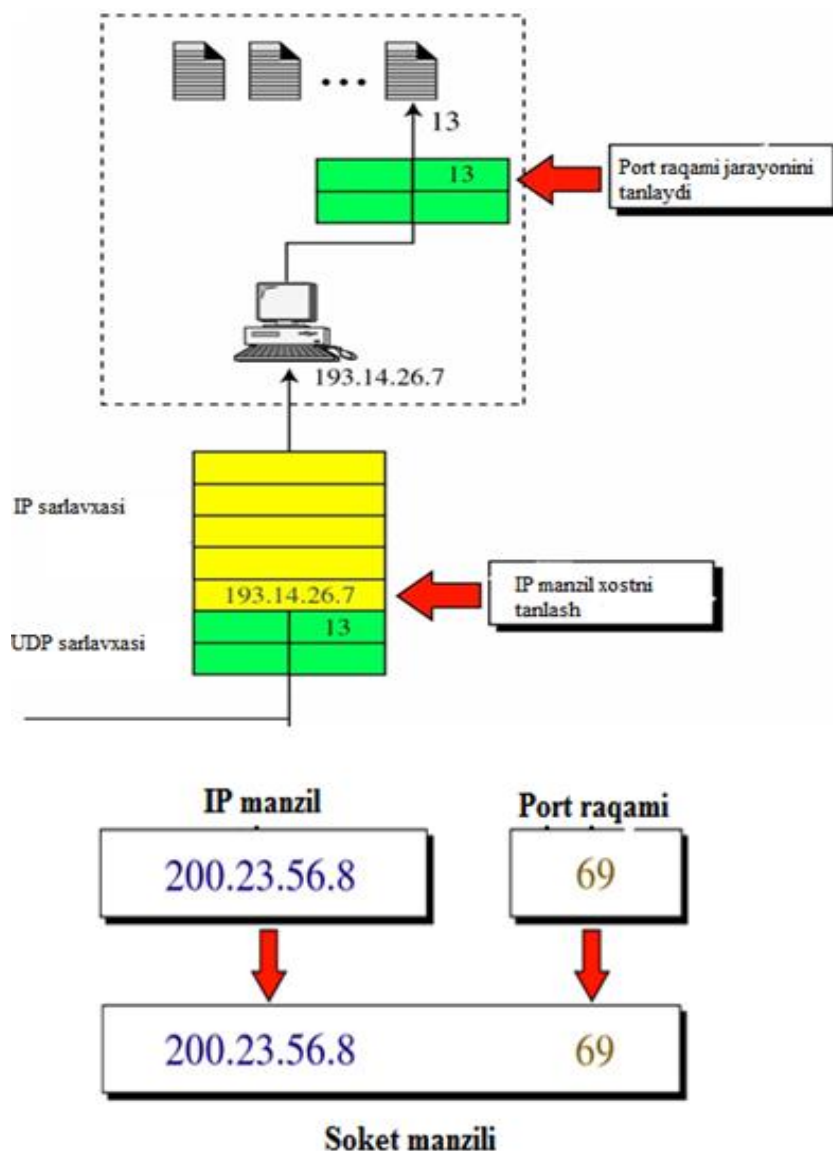 13
13
Port raqami jarayonini
tanlaydi
193.14.26.7
IP sarlavxasi
193.14.26.7
IP manzil xostni
tanlash
13
UDP sarlavxasi
IP manzil
Port raqami
200.23.56.8
69
200.23.56.8
69
Soket manzili